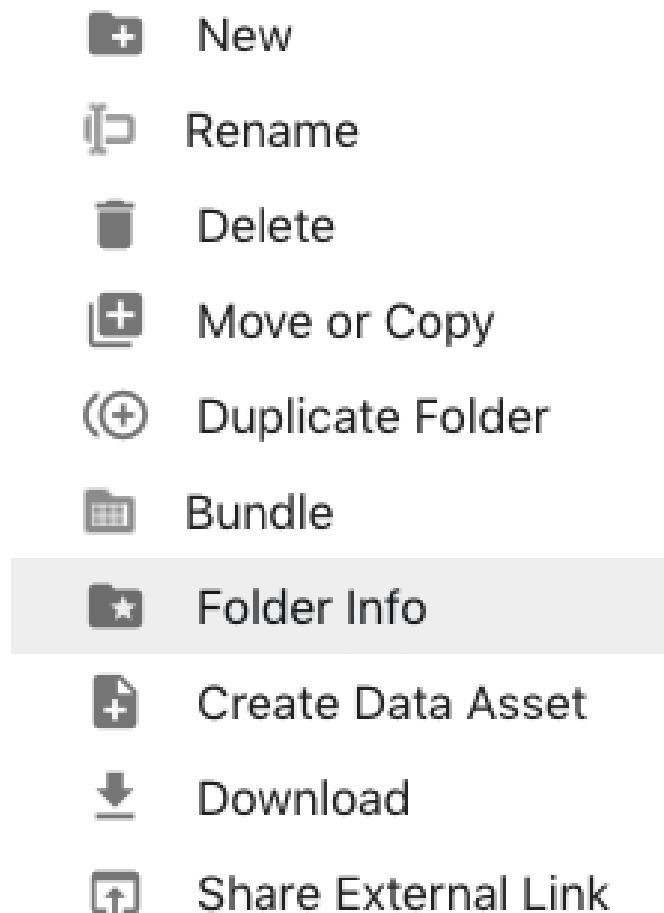 New
Rename
Delete
Move or Copy
Duplicate Folder
Bundle
Folder Info
Create Data Asset
Download
Share External Link